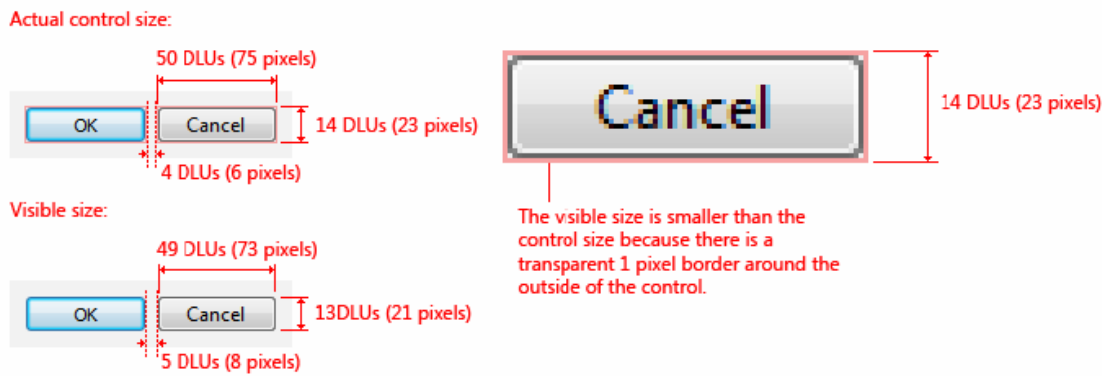 Actual control size:
50 DLUs (75 pixels)
OK
Cancel
14 DLUs (23 pixels)
4 DLUs (6 pixels)
Cancel
14 DLUs (23 pixels)
The visible size is smaller than the
control size because there is a
transparent 1 pixel border around the
outside of the control.
Visible size:
49 DLUs (73 pixels)
OK
Cancel
13DLUs (21 pixels)
5 DLUs (8 pixels)